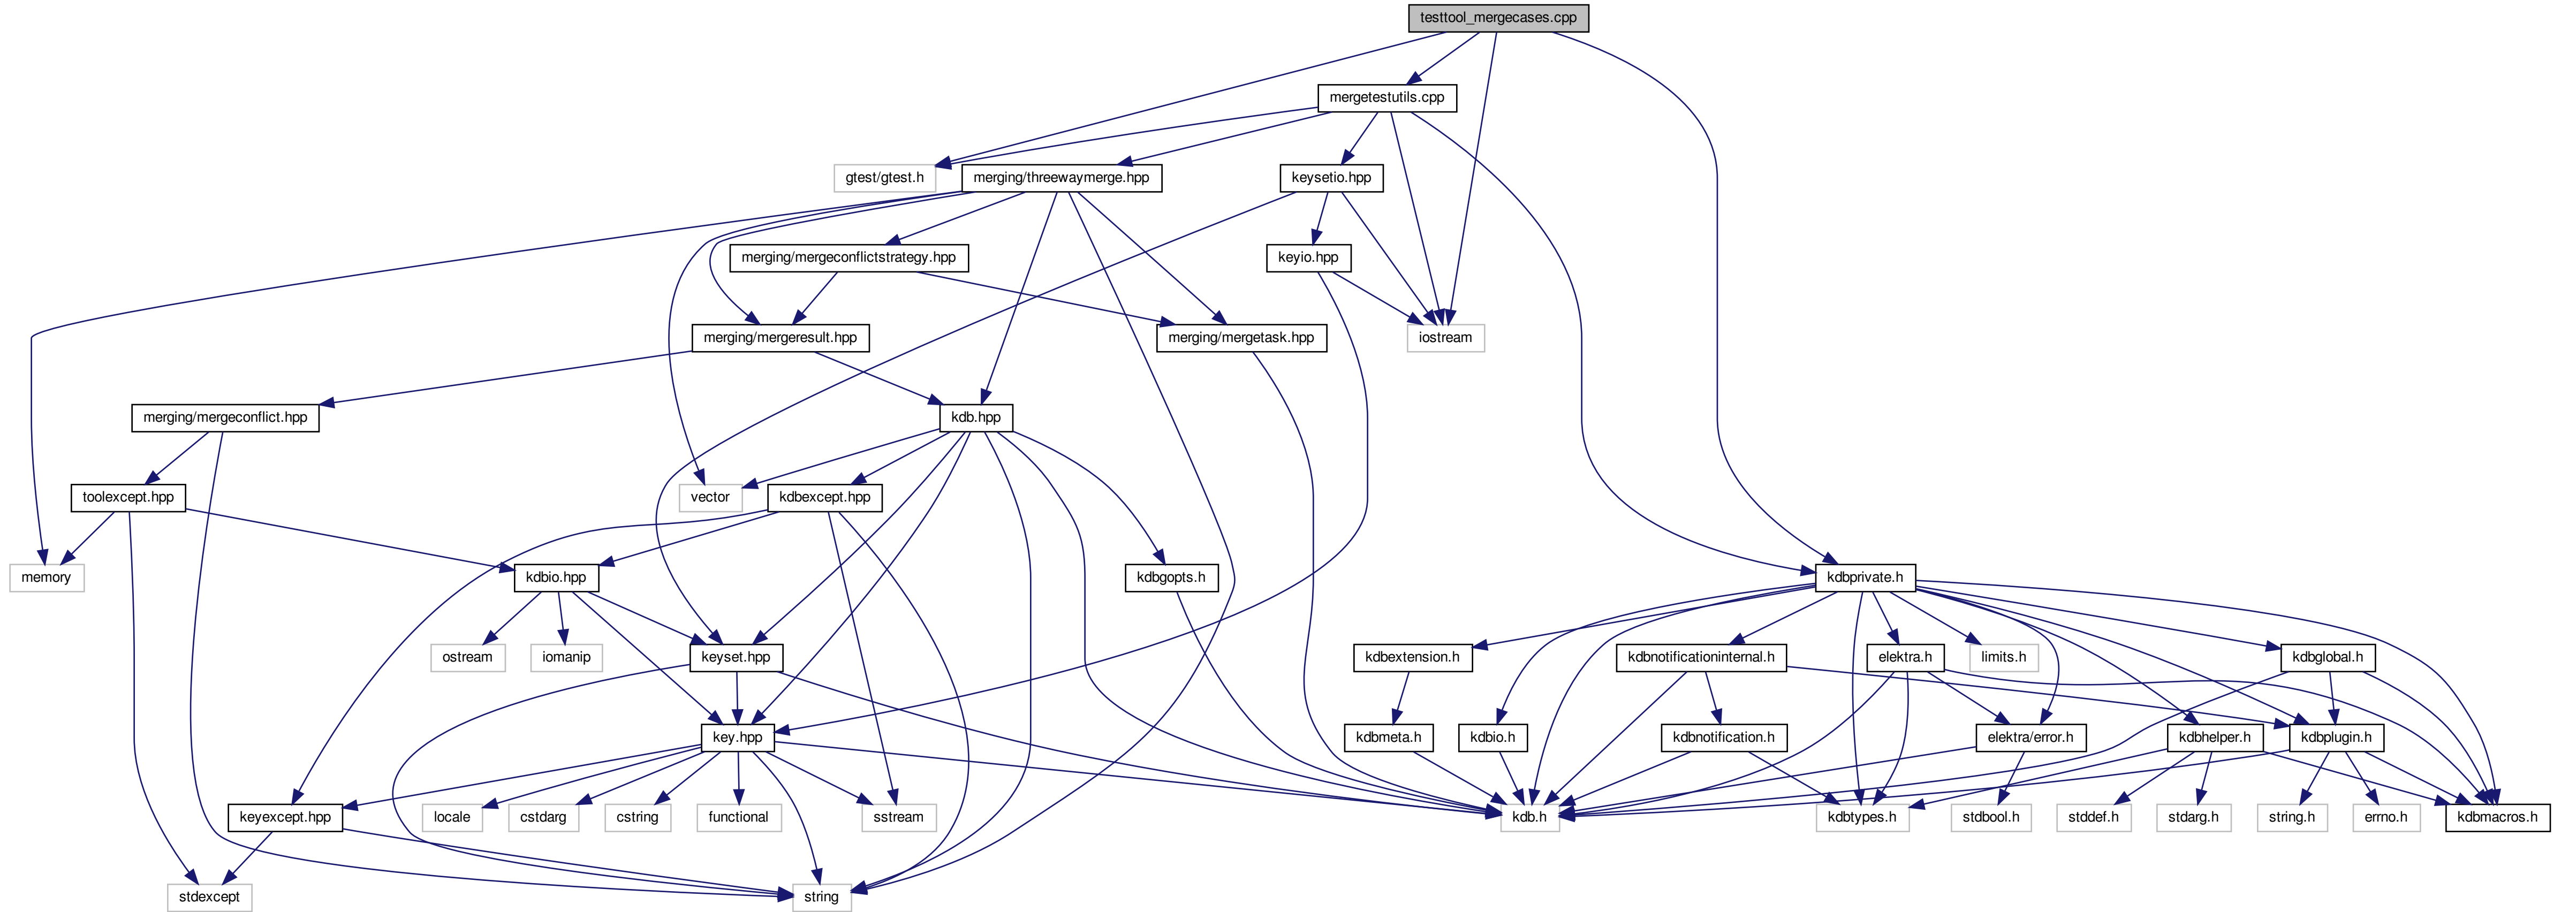 testtool_mergecases.cpp
mergetestutils.cpp
gtest/gtest.h
merging/threewaymerge.hpp
keysetio.hpp
merging/mergeconflictstrategy.hpp
keyio.hpp
merging/mergeresult.hpp
merging/mergetask.hpp
iostream
merging/mergeconflict.hpp
kdb.hpp
toolexcept.hpp
vector
kdbexcept.hpp
memory
kdbio.hpp
kdbgopts.h
kdbprivate.h
ostream
iomanip
keyset.hpp
kdbextension.h
kdbnotificationinternal.h
elektra.h
limits.h
kdbglobal.h
key.hpp
kdbmeta.h
kdbio.h
kdbnotification.h
elektra/error.h
kdbhelper.h
kdbplugin.h
keyexcept.hpp
locale
cstdarg
cstring
functional
sstream
kdb.h
kdbtypes.h
stdbool.h
stddef.h
stdarg.h
string.h
errno.h
kdbmacros.h
stdexcept
string